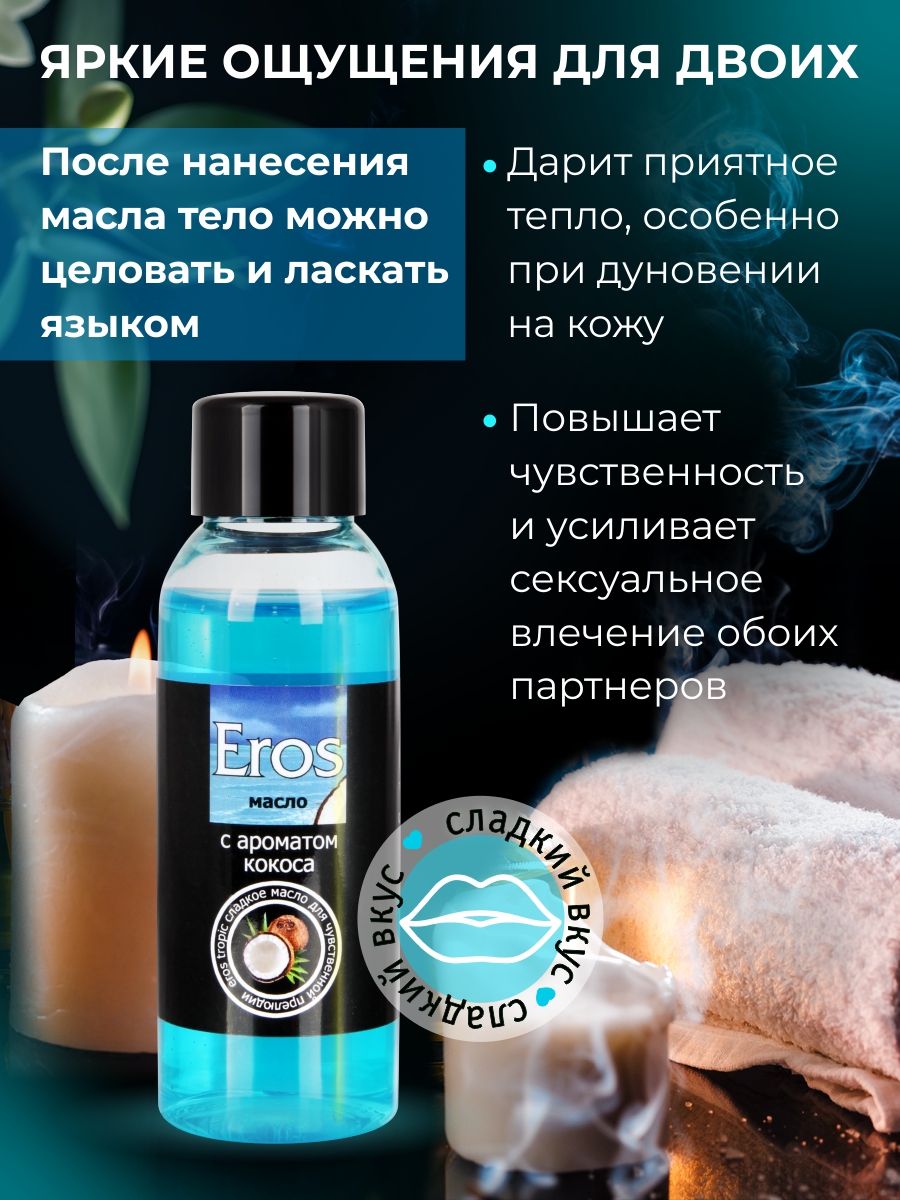 ЯРКИЕ ОЩУЩЕНИЯ ДЛЯ ДВОИХ
После нанесения
масла тело можно
целовать и ласкать
языком
• Дарит приятное
тепло, особенно
при дуновении
на кожу
• Повышает
чувственность
и усиливает
сексуальное
влечение обоих
партнеров
Eros
масло
с ароматом
кокоса
eros tropic сладкое масло для чувственной прелюдии
сладкий вкус
сладкий вкус